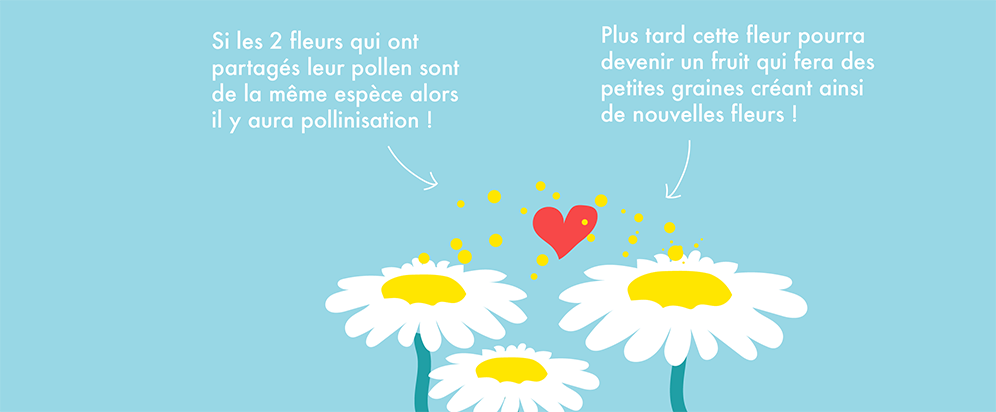 Si les 2 fleurs qui ont
partagés leur pollen sont
de la même espèce alors
il y aura pollinisation !
Plus tard cette fleur pourra
devenir un fruit qui fera des
petites graines créant ainsi
de nouvelles fleurs !